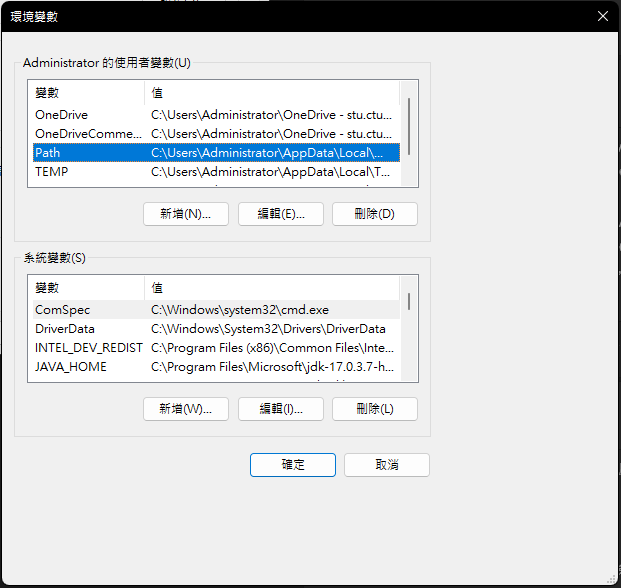 環境變數
Administrator 的使用者變數(U)
變數 值
OneDrive C:\Users\Administrator\OneDrive - stu.ctu...
OneDriveComme... C:\Users\Administrator\OneDrive - stu.ctu...
Path C:\Users\Administrator\AppData\Local\...
TEMP C:\Users\Administrator\AppData\Local\T...
新增(N)... 編輯(E)... 刪除(D)
系統變數(S)
變數 值
ComSpec C:\Windows\system32\cmd.exe
DriverData C:\Windows\System32\Drivers\DriverData
INTEL_DEV_REDIST C:\Program Files (x86)\Common Files\Inte...
JAVA_HOME C:\Program Files\Microsoft\jdk-17.0.3.7-h...
新增(W)... 編輯(I)... 刪除(L)
確定 取消